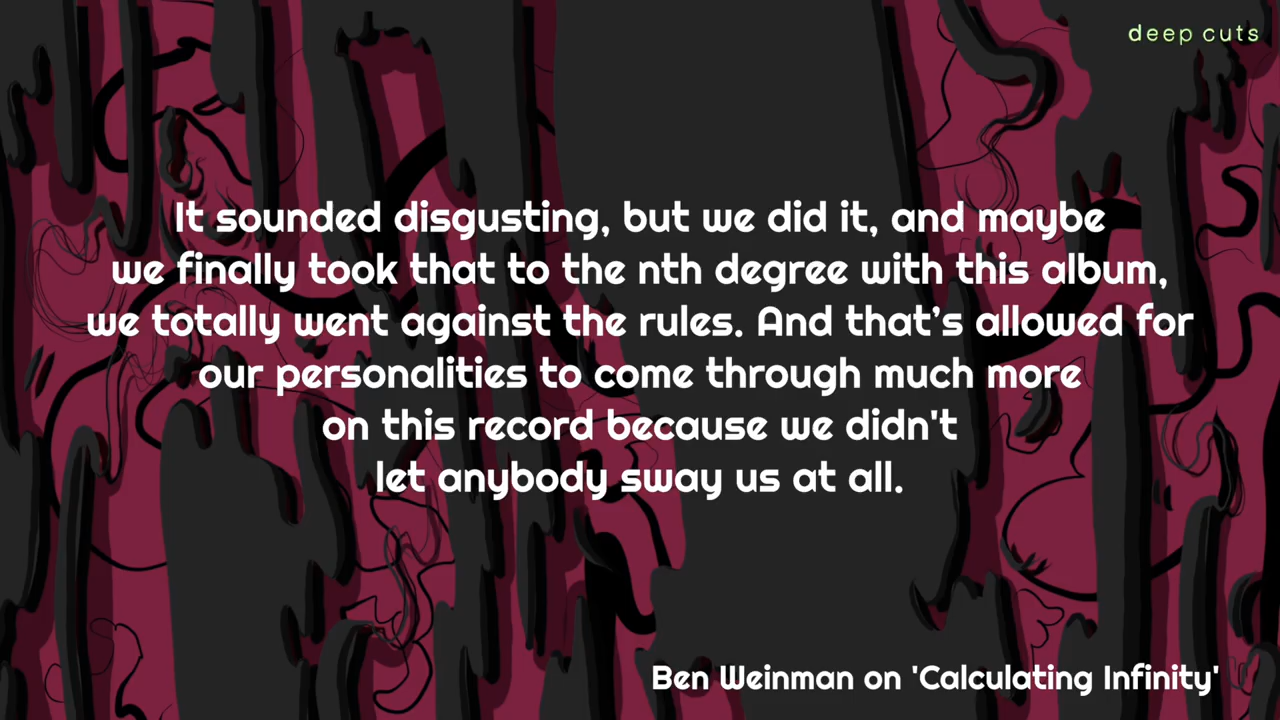 deep cuts
It sounded disgusting, but we did it, and maybe
we finally took that to the nth degree with this album,
we totally went against the rules. And that’s allowed for
our personalities to come through much more
on this record because we didn't
let anybody sway us at all.
Ben Weinman on 'Calculating Infinity'